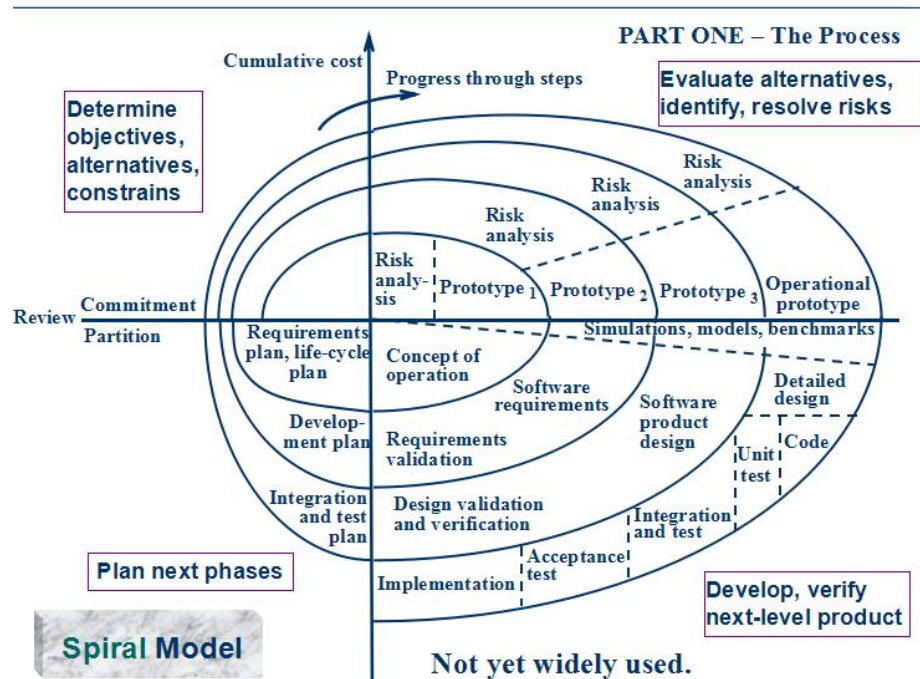 PART ONE – The Process
Cumulative cost
Progress through steps
Evaluate alternatives,
identify, resolve risks
Determine
objectives,
alternatives,
constrains
Risk
analysis
Risk
analysis
Risk
analysis
Risk
analy-
sis
Prototype 1
Prototype 2
Prototype 3
Operational
prototype
Review
Commitment
Partition
Simulations, models, benchmarks
Requirements
plan, life-cycle
plan
Concept of
operation
Software
requirements
Software
product
design
Detailed
design
Develop-
ment plan
Requirements
validation
Unit
test
Code
Integration
and test
plan
Design validation
and verification
Integration
and test
Acceptance
test
Implementation
Plan next phases
Develop, verify
next-level product
Spiral Model
Not yet widely used.